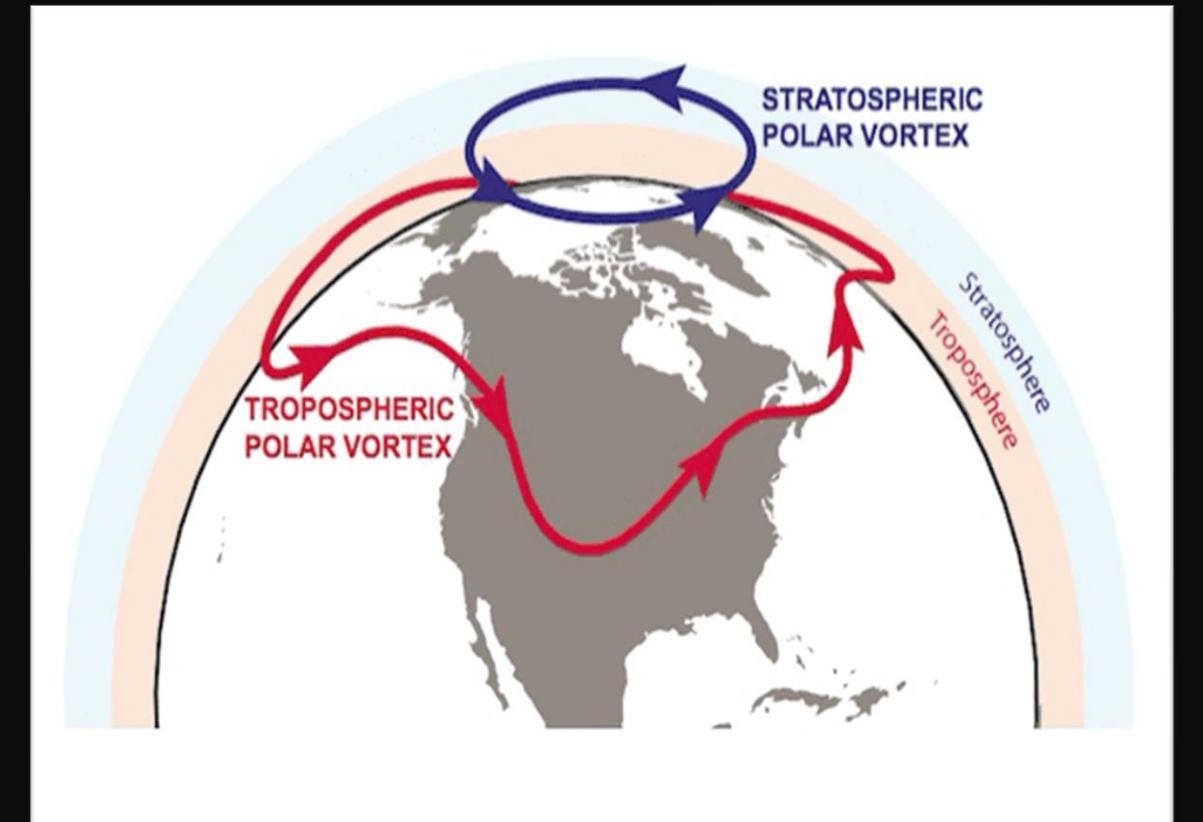 STRATOSPHERIC
POLAR VORTEX
Stratosphere
Troposphere
TROPOSPHERIC
POLAR VORTEX